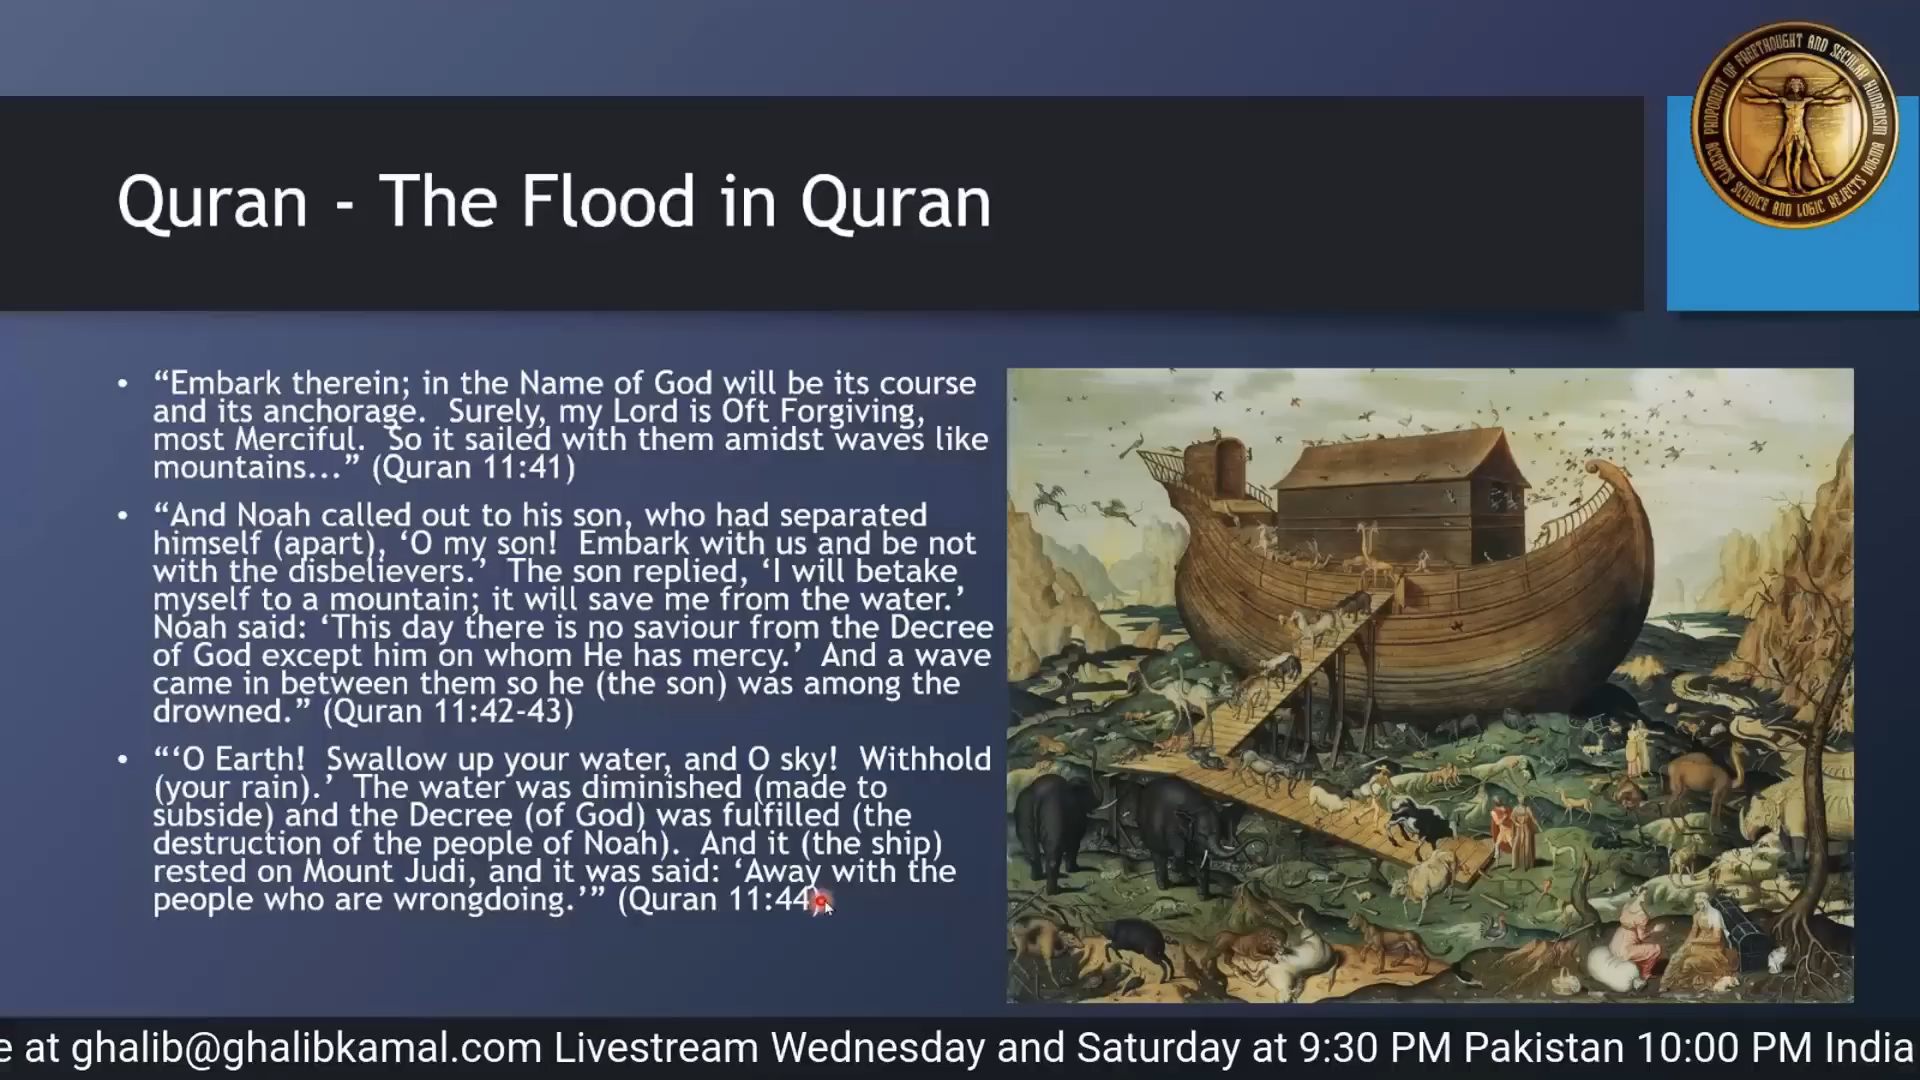 PROPONENT OF FREETHOUGHT AND SECULAR HUMANISM
ACCEPTS SCIENCE AND LOGIC REJECTS DOGMA
Quran - The Flood in Quran
• “Embark therein; in the Name of God will be its course
and its anchorage.  Surely, my Lord is Oft Forgiving,
most Merciful.  So it sailed with them amidst waves like
mountains...” (Quran 11:41)
• “And Noah called out to his son, who had separated
himself (apart), ‘O my son!  Embark with us and be not
with the disbelievers.’  The son replied, ‘I will betake
myself to a mountain; it will save me from the water.’
Noah said: ‘This day there is no saviour from the Decree
of God except him on whom He has mercy.’  And a wave
came in between them so he (the son) was among the
drowned.” (Quran 11:42-43)
• “‘O Earth!  Swallow up your water, and O sky!  Withhold
(your rain).’  The water was diminished (made to
subside) and the Decree (of God) was fulfilled (the
destruction of the people of Noah).  And it (the ship)
rested on Mount Judi, and it was said: ‘Away with the
people who are wrongdoing.’” (Quran 11:44)
e at ghalib@ghalibkamal.com Livestream Wednesday and Saturday at 9:30 PM Pakistan 10:00 PM India